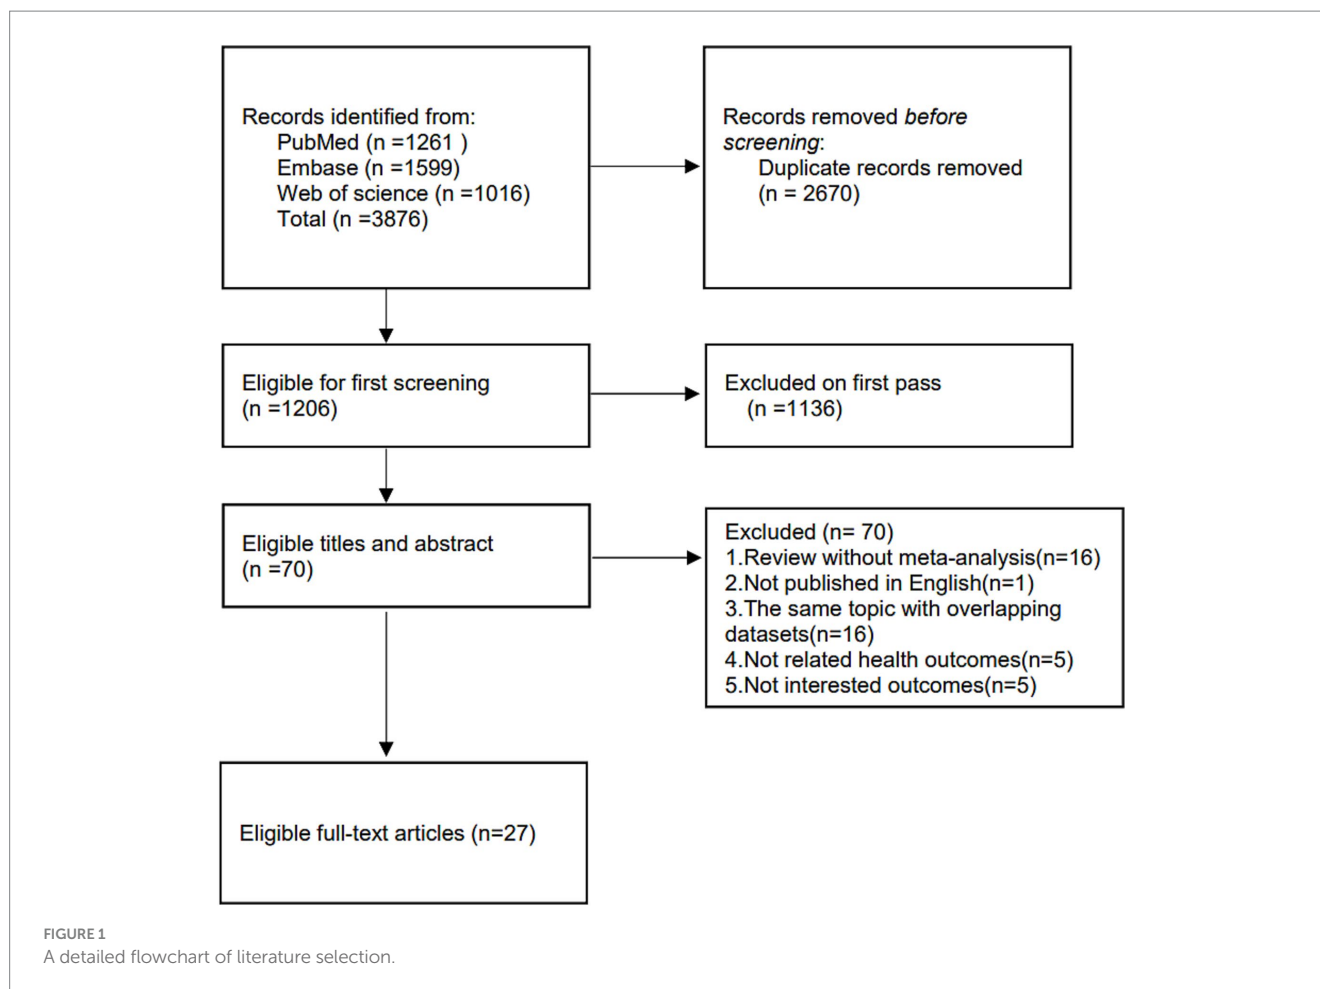 Records identified from:
PubMed (n =1261 )
Embase (n =1599)
Web of science (n =1016)
Total (n =3876)
Records removed before
screening:
Duplicate records removed
(n = 2670)
Eligible for first screening
(n =1206)
Excluded on first pass
(n =1136)
Eligible titles and abstract
(n =70)
Excluded (n= 70)
1.Review without meta-analysis(n=16)
2.Not published in English(n=1)
3.The same topic with overlapping
datasets(n=16)
4.Not related health outcomes(n=5)
5.Not interested outcomes(n=5)
Eligible full-text articles (n=27)
FIGURE 1
A detailed flowchart of literature selection.